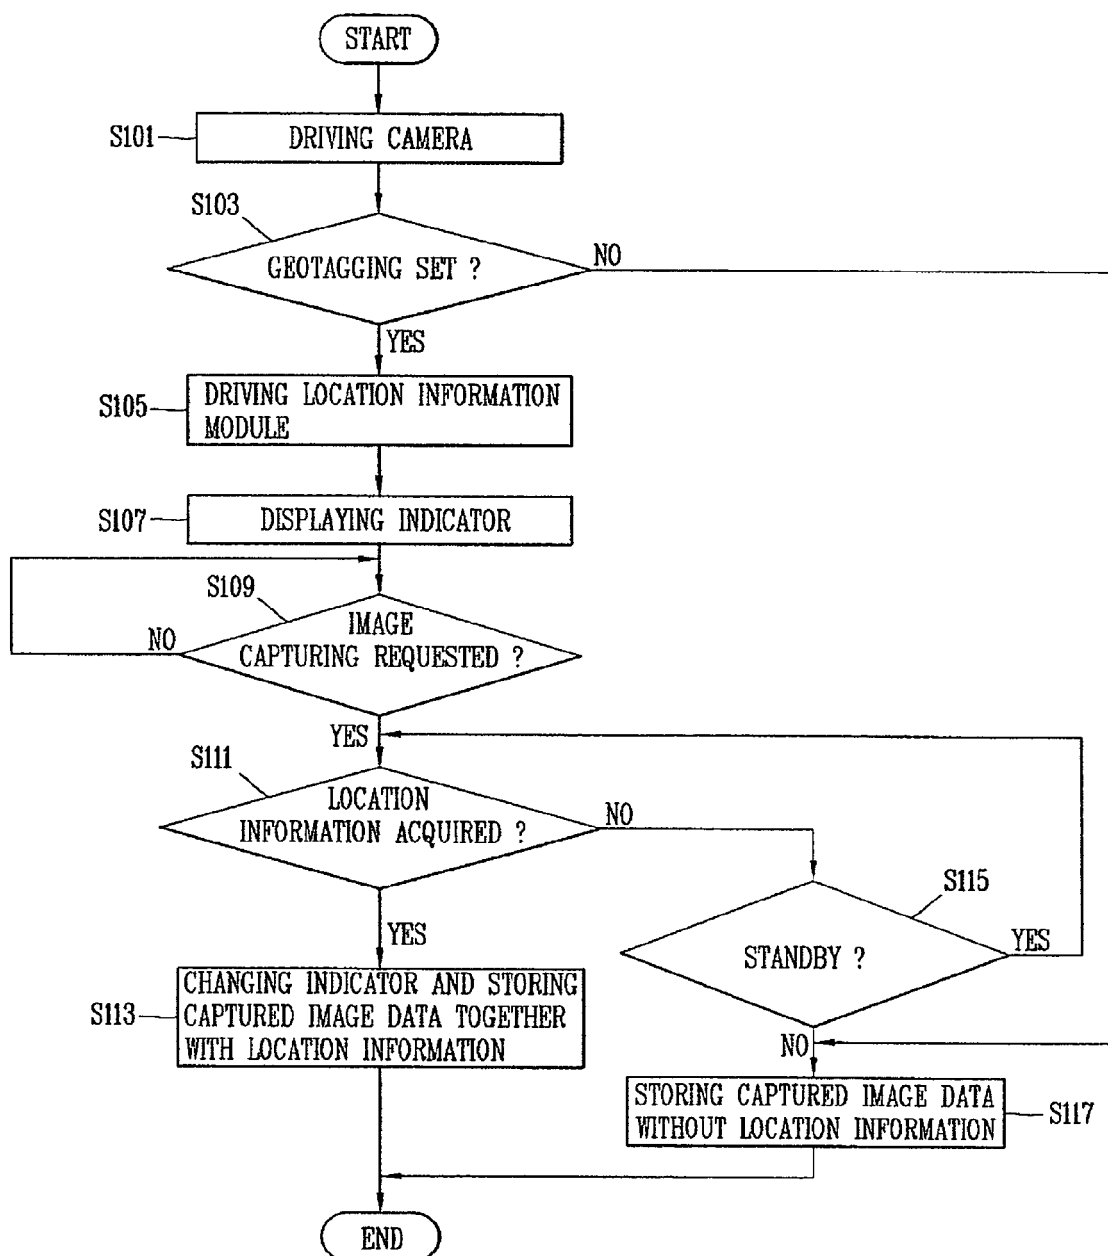 START
S101
DRIVING CAMERA
S103
GEOTAGGING SET ?
NO
YES
S105
DRIVING LOCATION INFORMATION
MODULE
S107
DISPLAYING INDICATOR
S109
IMAGE
CAPTURING REQUESTED ?
NO
YES
S111
LOCATION
INFORMATION ACQUIRED ?
NO
S115
STANDBY ?
YES
YES
S113
CHANGING INDICATOR AND STORING
CAPTURED IMAGE DATA TOGETHER
WITH LOCATION INFORMATION
NO
STORING CAPTURED IMAGE DATA
WITHOUT LOCATION INFORMATION
S117
END